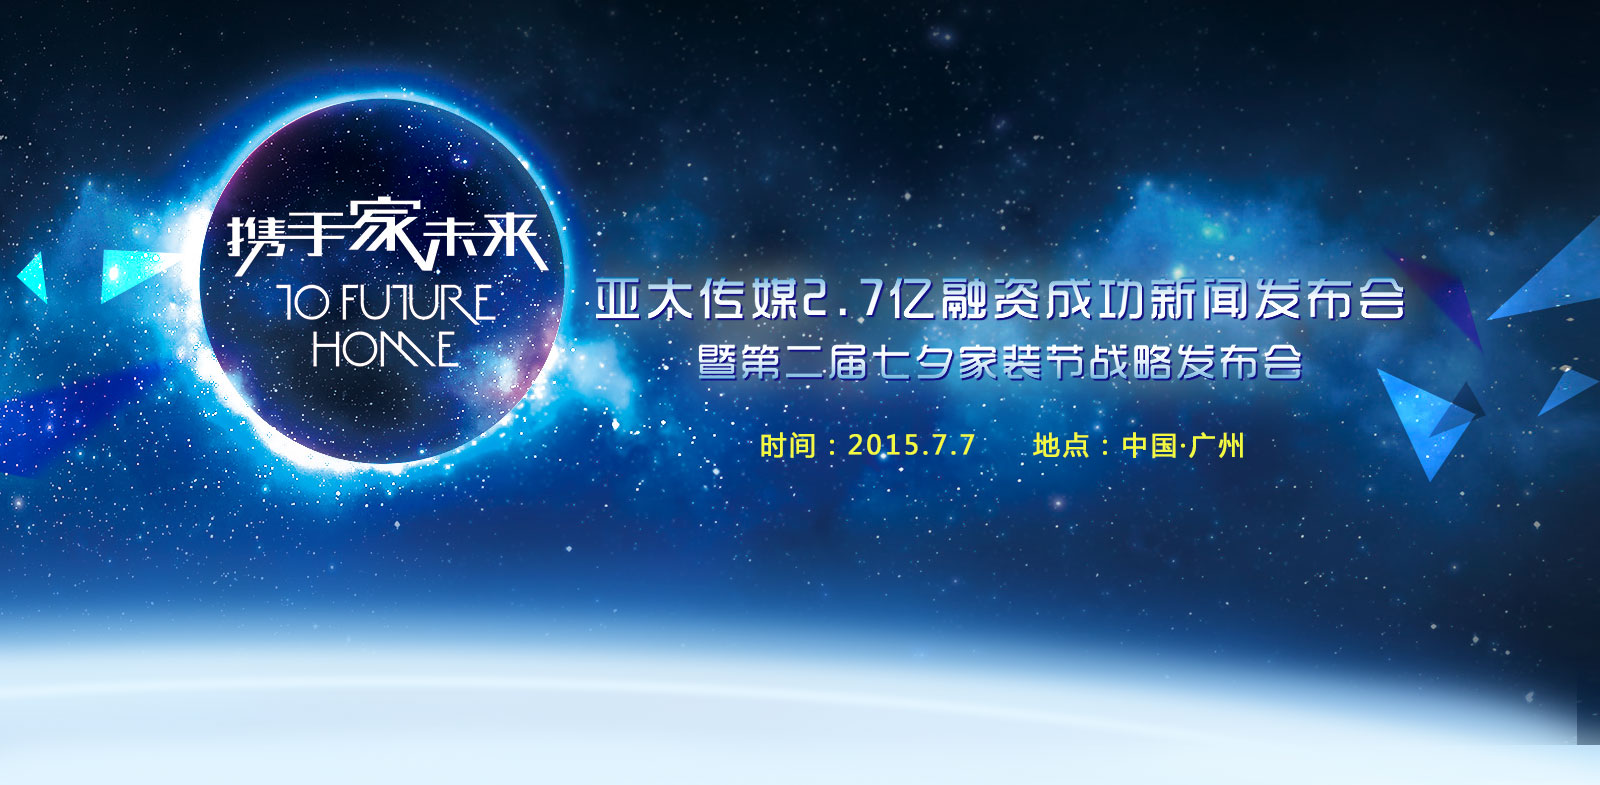 携手家未来
TO FUTURE
HOME
亚太传媒2.7亿融资成功新闻发布会
暨第二届七夕家装节战略发布会
时间：2015.7.7 地点：中国·广州